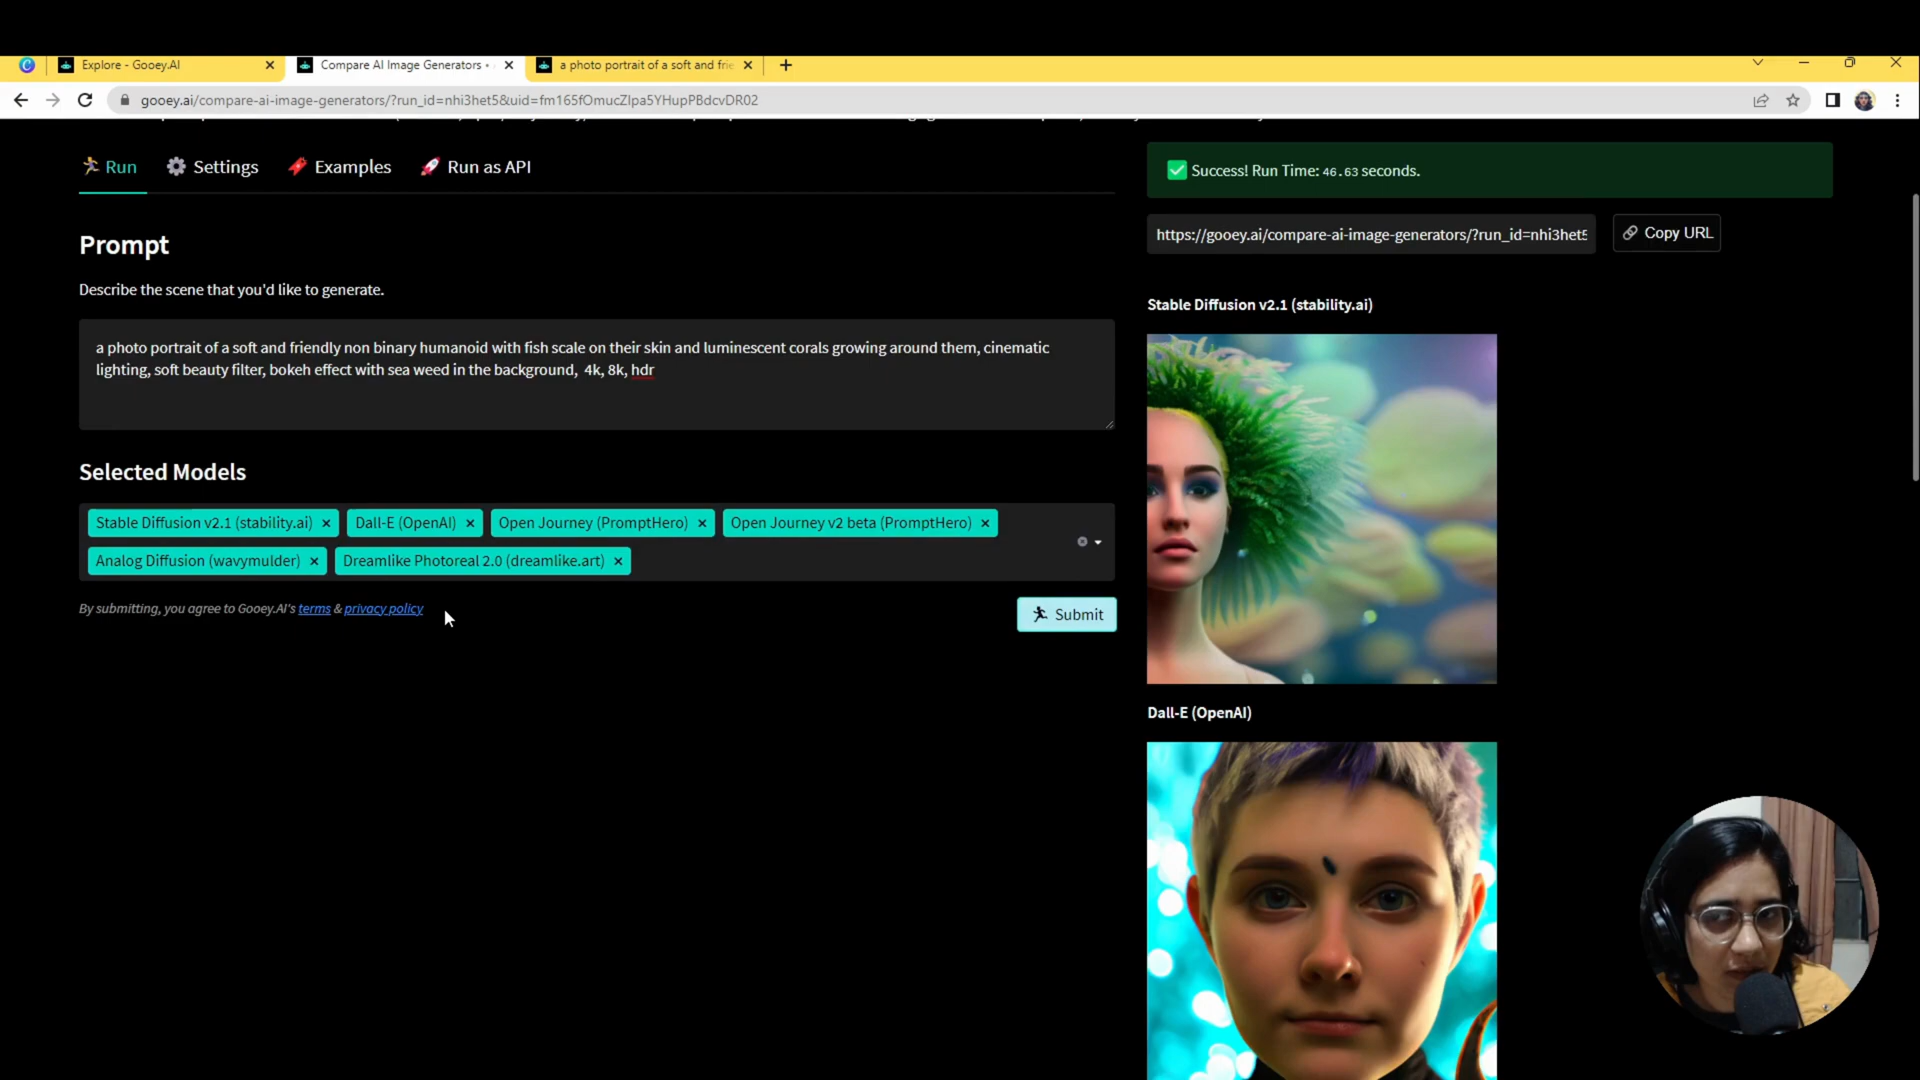 Explore - Gooey.AI
Compare AI Image Generators •
a photo portrait of a soft and frie
gooey.ai/compare-ai-image-generators/?run_id=nhi3het5&uid=fm165fOmucZIpa5YHupPBdcvDR02
Run
Settings
Examples
Run as API
Success! Run Time: 46.63 seconds.
https://gooey.ai/compare-ai-image-generators/?run_id=nhi3het5
Copy URL
Prompt
Describe the scene that you'd like to generate.
a photo portrait of a soft and friendly non binary humanoid with fish scale on their skin and luminescent corals growing around them, cinematic
lighting, soft beauty filter, bokeh effect with sea weed in the background, 4k, 8k, hdr
Selected Models
Stable Diffusion v2.1 (stability.ai)
Dall-E (OpenAI)
Open Journey (PromptHero)
Open Journey v2 beta (PromptHero)
Analog Diffusion (wavymulder)
Dreamlike Photoreal 2.0 (dreamlike.art)
By submitting, you agree to Gooey.AI's terms & privacy policy
Submit
Stable Diffusion v2.1 (stability.ai)
Dall-E (OpenAI)